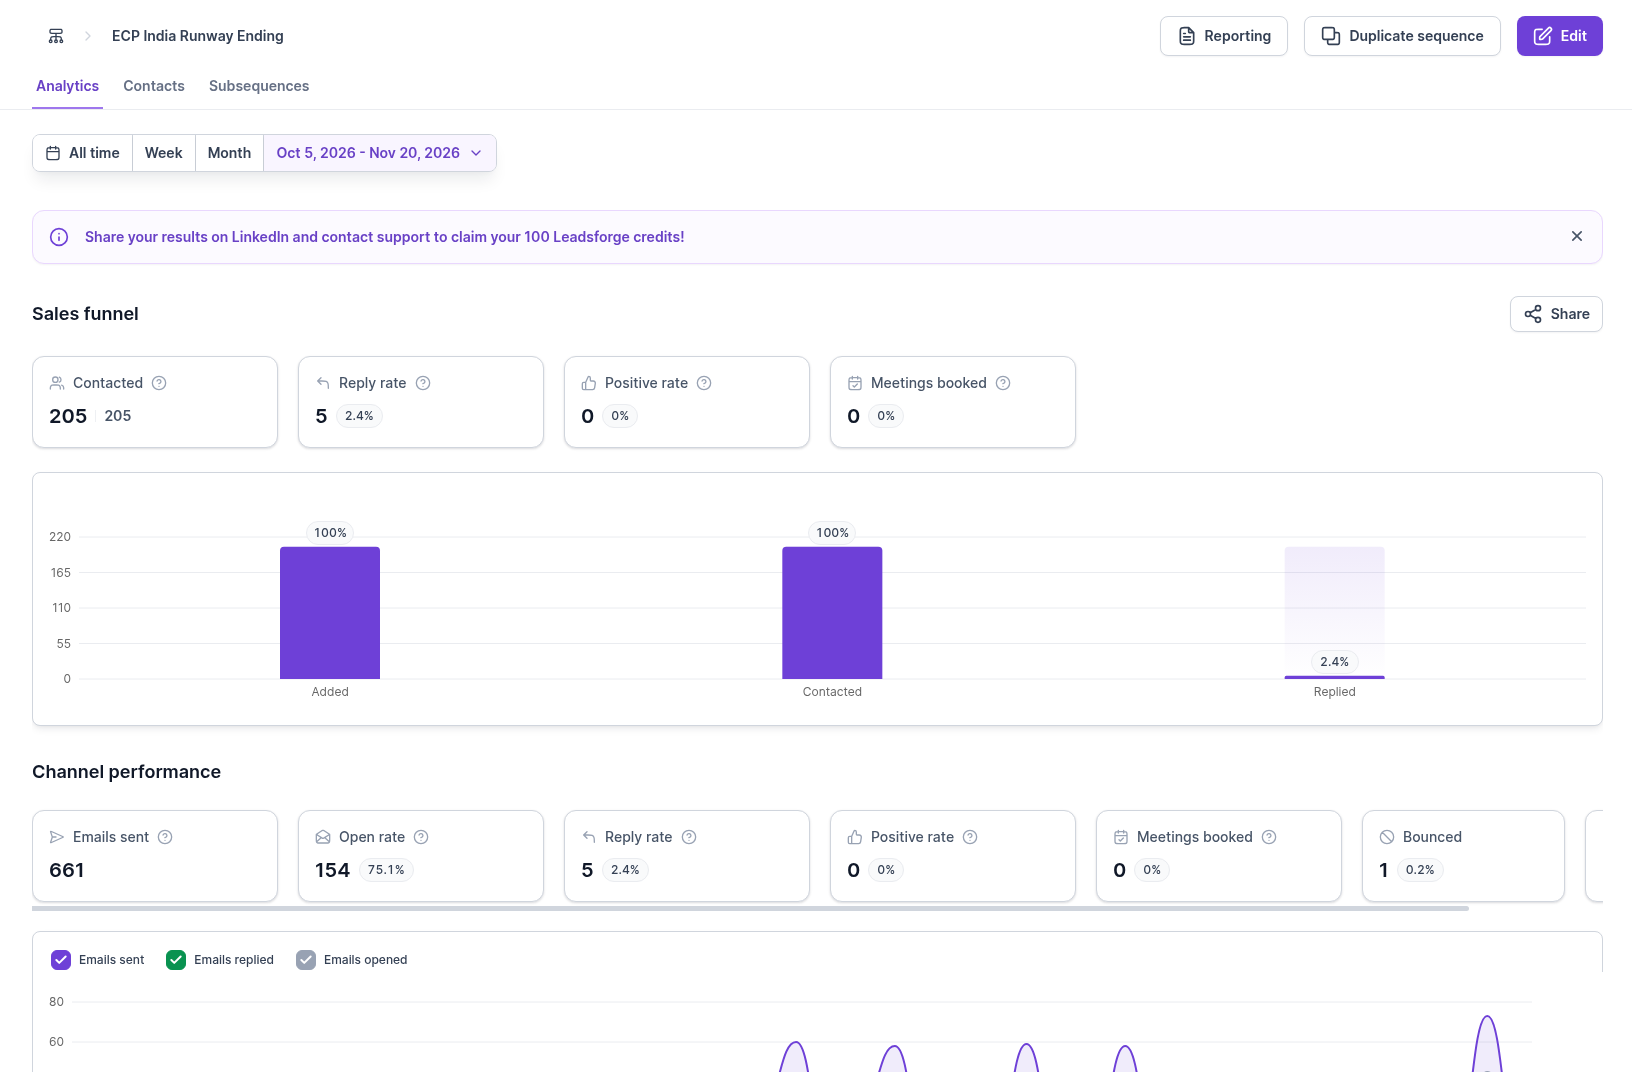 ECP India Runway Ending
Reporting
Duplicate sequence
Edit
Analytics
Contacts
Subsequences
All time
Week
Month
Oct 5, 2026 - Nov 20, 2026
Share your results on LinkedIn and contact support to claim your 100 Leadsforge credits!
Sales funnel
Share
Contacted
205 205
Reply rate
5 2.4%
Positive rate
0 0%
Meetings booked
0 0%
220
165
110
55
0
100%
100%
2.4%
Added
Contacted
Replied
Channel performance
Emails sent
661
Open rate
154 75.1%
Reply rate
5 2.4%
Positive rate
0 0%
Meetings booked
0 0%
Bounced
1 0.2%
Emails sent
Emails replied
Emails opened
80
60